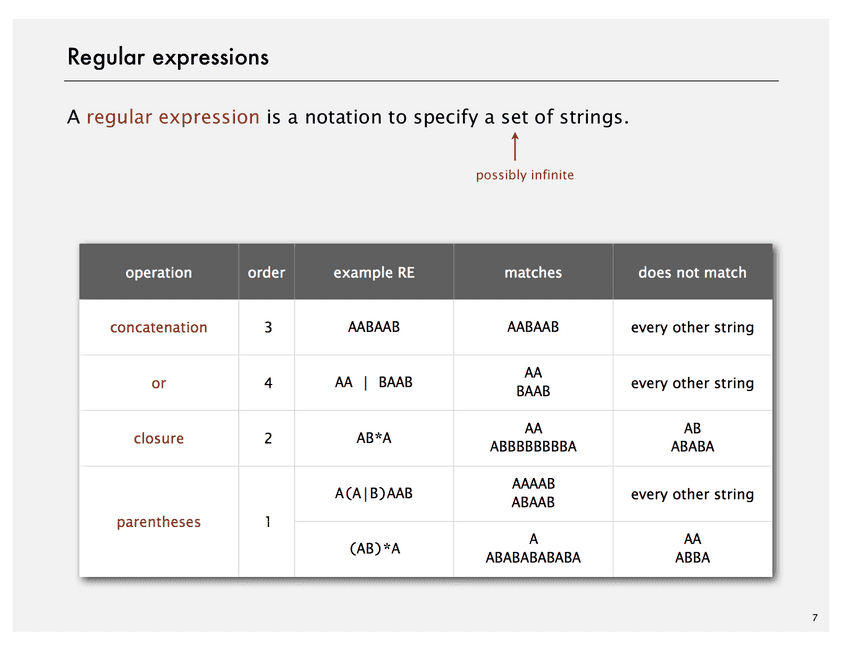 Regular expressions
A regular expression is a notation to specify a set of strings.
possibly infinite
operation order example RE matches does not match
concatenation 3 AABAAB AABAAB every other string
or 4 AA | BAAB AA BAAB every other string
closure 2 AB*A AA ABBBBBBBBA AB ABABA
parentheses 1 A(A|B)AAB AAAAB ABAAB every other string
(AB)*A A ABABABABABA AA ABBA
7